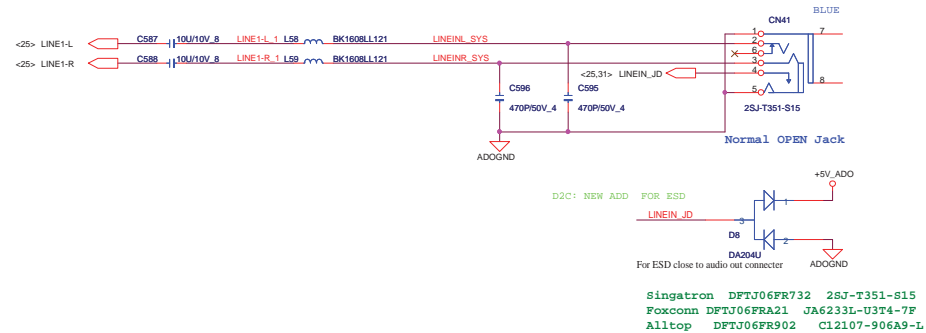 BLUE
CN41
<25> LINE1-L C587 10U/10V_8 LINE1-L_1 L58 BK1608LL121 LINEINL_SYS
<25> LINE1-R C588 10U/10V_8 LINE1-R_1 L59 BK1608LL121 LINEINR_SYS
1
2
6
3
4
5
7
8
<25,31> LINEIN_JD
C596
470P/50V_4
C595
470P/50V_4
2SJ-T351-S15
Normal OPEN Jack
ADOGND
+5V_ADO
D2C: NEW ADD FOR ESD
LINEIN_JD
3
1
2
D8
DA204U
For ESD close to audio out connecter
ADOGND
Singatron DFTJ06FR732 2SJ-T351-S15
Foxconn DFTJ06FRA21 JA6233L-U3T4-7F
Alltop DFTJ06FR902 C12107-906A9-L